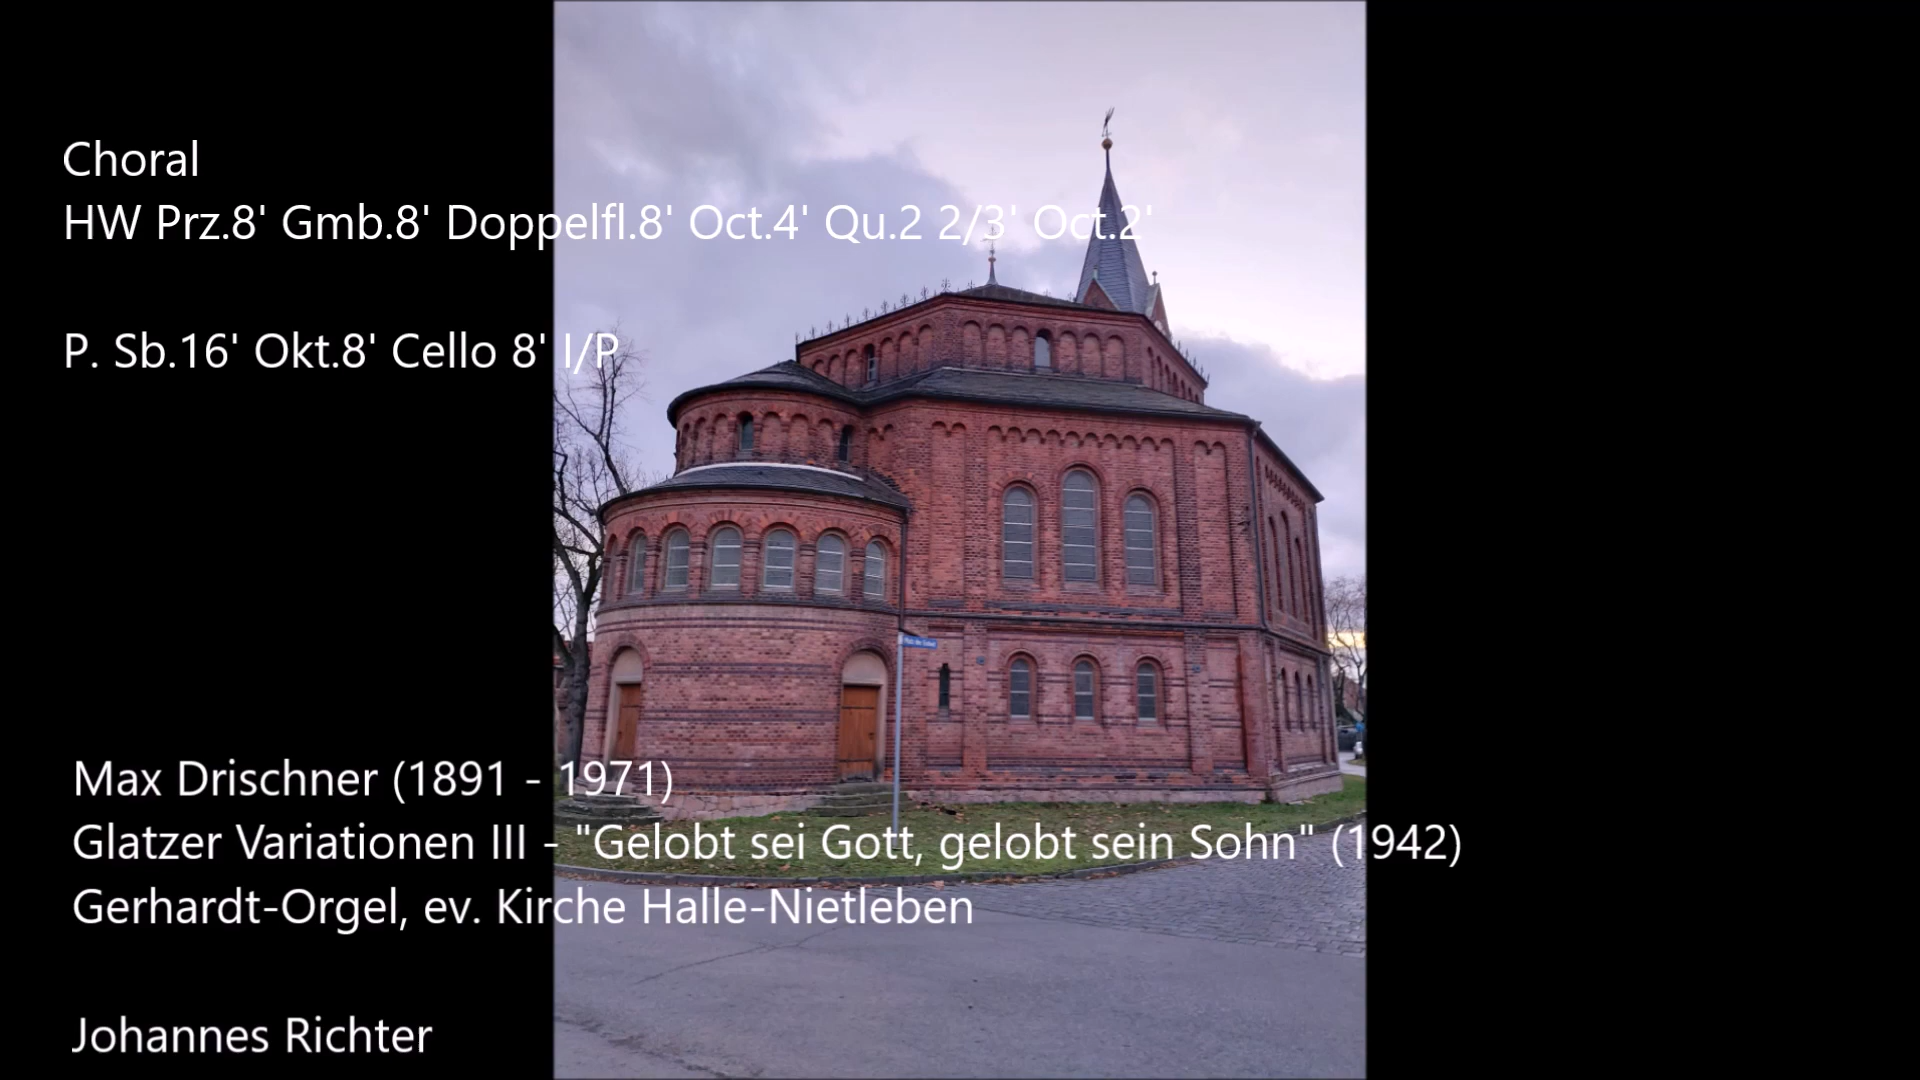 Choral
HW Prz.8' Gmb.8' Doppelfl.8' Oct.4' Qu.2 2/3' Oct.2'
P. Sb.16' Okt.8' Cello 8' I/P
Max Drischner (1891 - 1971)
Glatzer Variationen III - "Gelobt sei Gott, gelobt sein Sohn" (1942)
Gerhardt-Orgel, ev. Kirche Halle-Nietleben
Johannes Richter